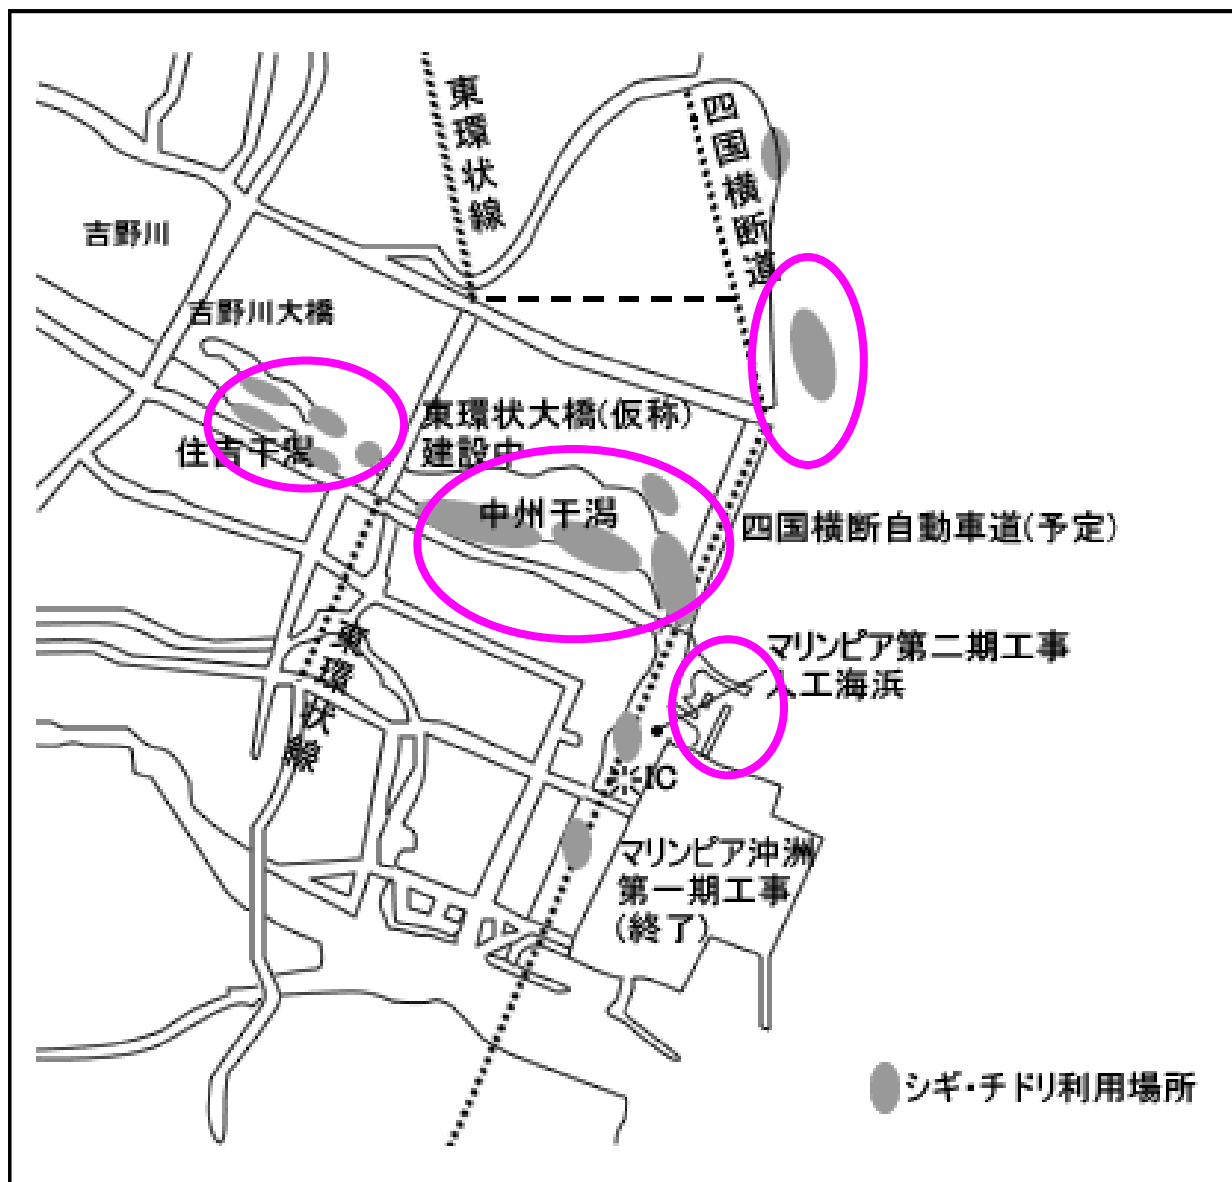 東環状線
四国横断道
吉野川
吉野川大橋
東環状大橋(仮称)
建設中
住吉干潟
中州干潟
四国横断自動車道(予定)
マリンピア第二期工事
人工海浜
東環状線
IC
マリンピア沖洲
第一期工事
(終了)
シギ・チドリ利用場所